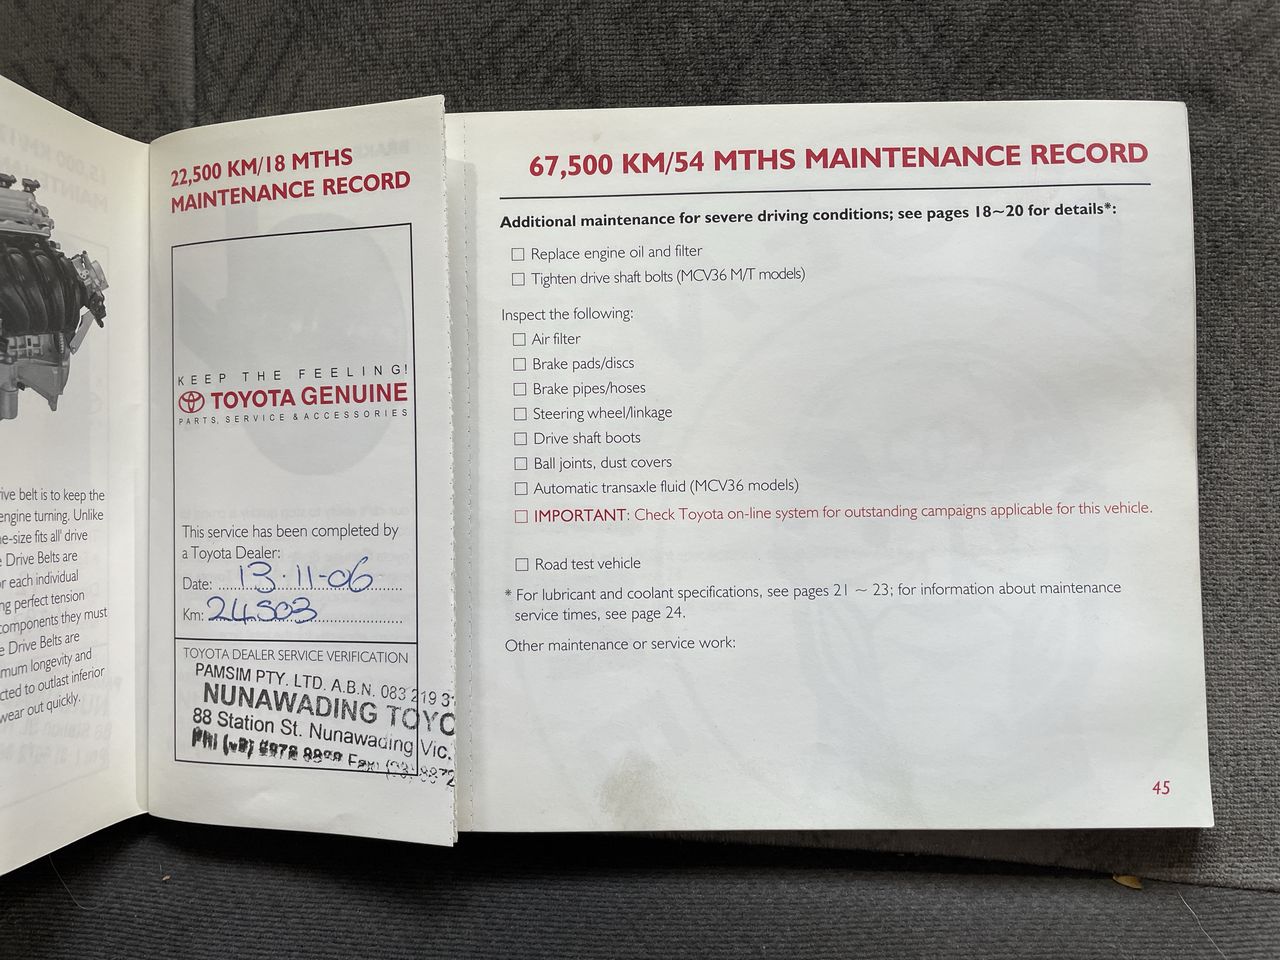 ive belt is to keep the
engine turning. Unlike
e-size fits all' drive
e Drive Belts are
or each individual
ng perfect tension
components they must
e Drive Belts are
mum longevity and
cted to outlast inferior
wear out quickly.
22,500 KM/18 MTHS
MAINTENANCE RECORD
KEEP THE FEELING!
TOYOTA GENUINE
PARTS, SERVICE & ACCESSORIES
This service has been completed by
a Toyota Dealer:
Date: 13-11-06
Km: 24503
TOYOTA DEALER SERVICE VERIFICATION
PAMSIM PTY. LTD. A.B.N. 083 219 3
NUNAWADING TOYO
88 Station St. Nunawading Vic.
67,500 KM/54 MTHS MAINTENANCE RECORD
Additional maintenance for severe driving conditions; see pages 18~20 for details*:
Replace engine oil and filter
Tighten drive shaft bolts (MCV36 M/T models)
Inspect the following:
Air filter
Brake pads/discs
Brake pipes/hoses
Steering wheel/linkage
Drive shaft boots
Ball joints, dust covers
Automatic transaxle fluid (MCV36 models)
IMPORTANT: Check Toyota on-line system for outstanding campaigns applicable for this vehicle.
Road test vehicle
* For lubricant and coolant specifications, see pages 21 ~ 23; for information about maintenance
service times, see page 24.
Other maintenance or service work:
45